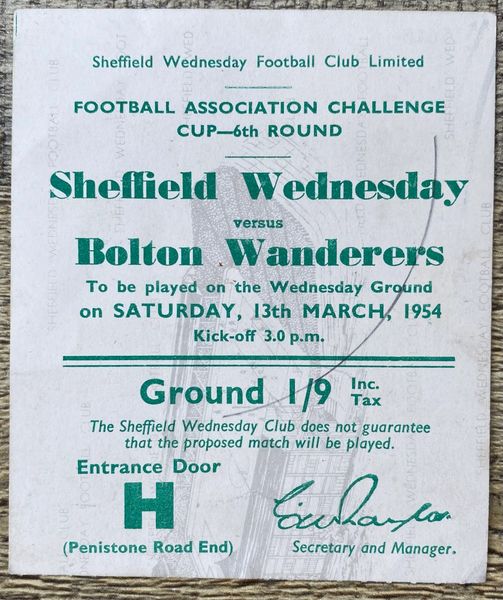 Sheffield Wednesday Football Club Limited
FOOTBALL ASSOCIATION CHALLENGE
CUP—6th ROUND
Sheffield Wednesday
versus
Bolton Wanderers
To be played on the Wednesday Ground
on SATURDAY, 13th MARCH, 1954
Kick-off 3.0 p.m.
Ground 1/9 Inc. Tax
The Sheffield Wednesday Club does not guarantee
that the proposed match will be played.
Entrance Door
H
(Penistone Road End)
Secretary and Manager.